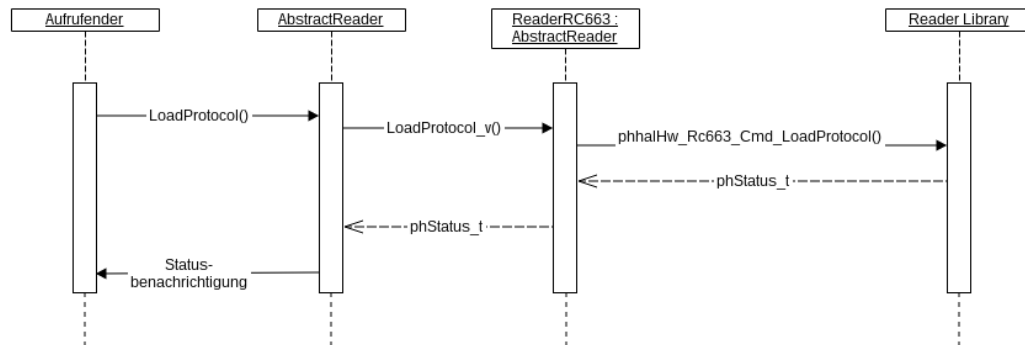 Aufrufender
AbstractReader
ReaderRC663 :
AbstractReader
Reader Library
LoadProtocol()
LoadProtocol_v()
phhalHw_Rc663_Cmd_LoadProtocol()
phStatus_t
phStatus_t
Status-
benachrichtigung